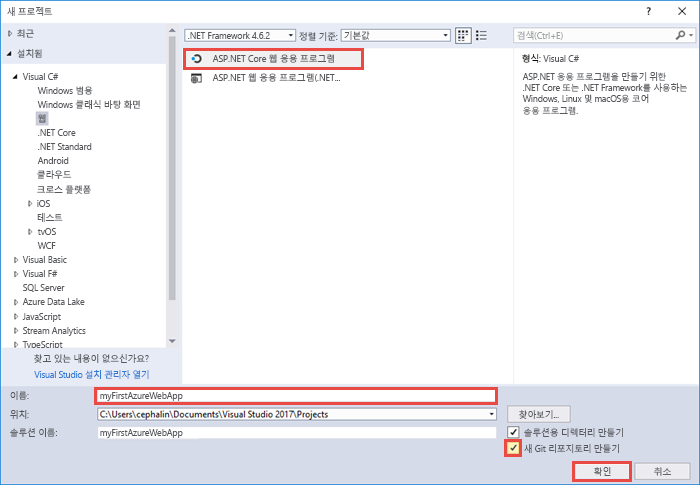 새 프로젝트
? ×
최근
설치됨
Visual C#
Windows 범용
Windows 클래식 바탕 화면
웹
.NET Core
.NET Standard
Android
클라우드
크로스 플랫폼
iOS
테스트
tvOS
WCF
Visual Basic
Visual F#
SQL Server
Azure Data Lake
JavaScript
Stream Analytics
TypeScript
찾고 있는 내용이 없으신가요?
Visual Studio 설치 관리자 열기
.NET Framework 4.6.2 정렬 기준: 기본값
ASP.NET Core 웹 응용 프로그램
ASP.NET 웹 응용 프로그램(.NET...
검색(Ctrl+E)
형식: Visual C#
ASP.NET 응용 프로그램을 만들기 위한
.NET Core 또는 .NET Framework를 사용하는
Windows, Linux 및 macOS용 코어
응용 프로그램.
이름: myFirstAzureWebApp
위치: C:\Users\cephalin\Documents\Visual Studio 2017\Projects 찾아보기...
솔루션 이름: myFirstAzureWebApp 솔루션용 디렉터리 만들기
새 Git 리포지토리 만들기
확인 취소